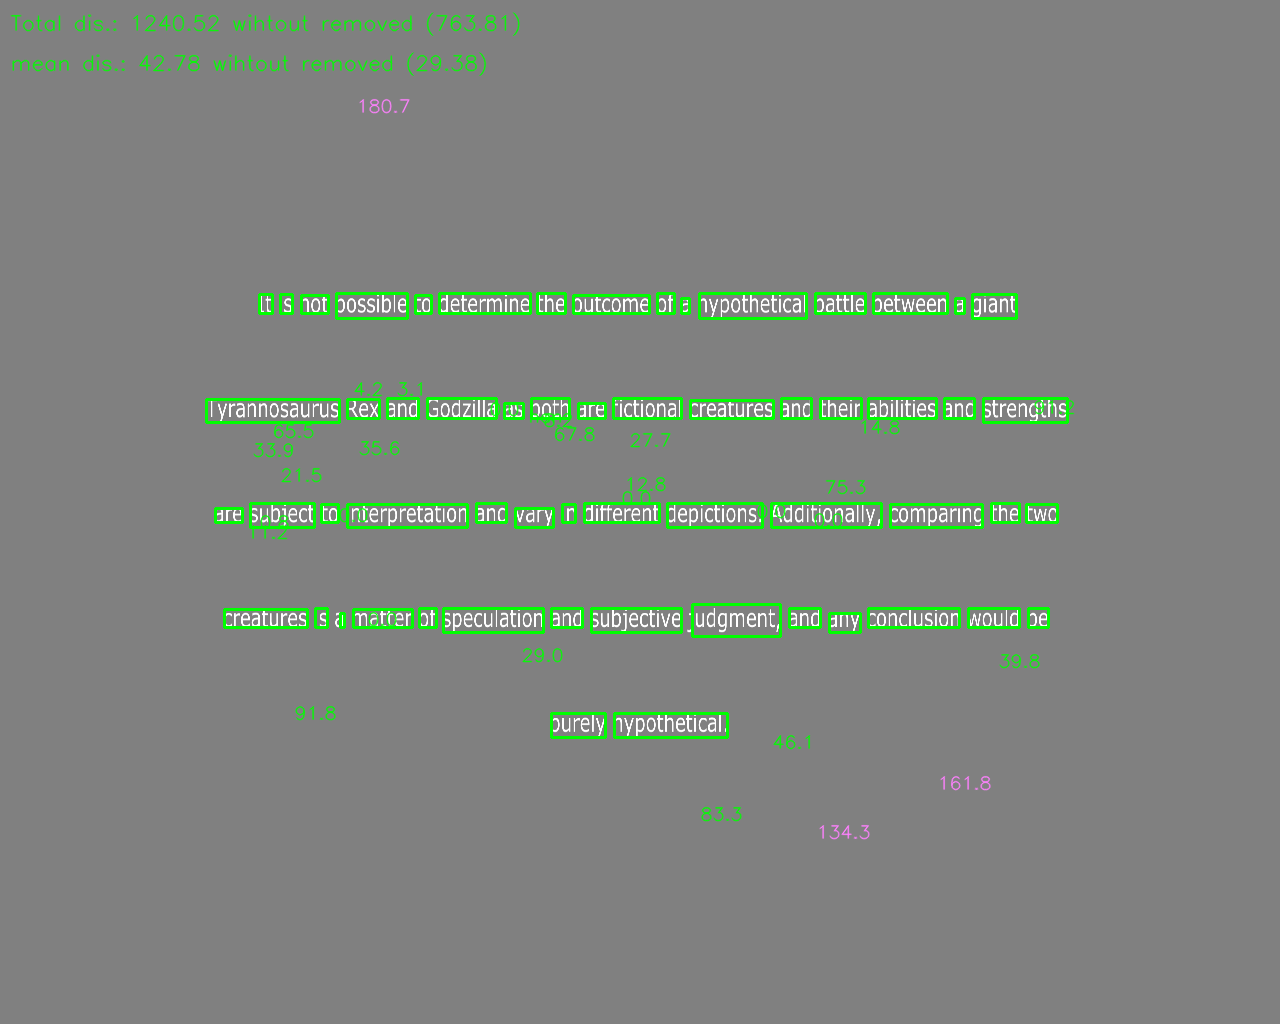 Total dis.: 1240.52 wihtout removed (763.81)
mean dis.: 42.78 wihtout removed (29.38)
180.7
It is not possible to determine the outcome of a hypothetical battle between a giant
4.2 3.1
Tyrannosaurus Rex and Godzilla as both are fictional creatures and their abilities and strengths
65.5 67.8 27.7 14.8
33.9 35.6
21.5 12.8 75.3
0.0
are subject to interpretation and vary in different depictions. Additionally, comparing the two
11.2
creatures is a matter of speculation and subjective judgment, and any conclusion would be
29.0 39.8
91.8
purely hypothetical.
46.1
161.8
83.3
134.3